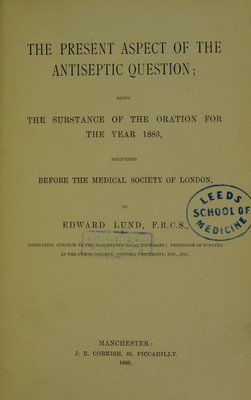 THE PRESENT ASPECT OF THE
ANTISEPTIC QUESTION;
BEING
THE SUBSTANCE OF THE ORATION FOR
THE YEAR 1883,
DELIVERED
BEFORE THE MEDICAL SOCIETY OF LONDON,
BY
EDWARD LUND, F.R.C.S.,
LEEDS
SCHOOL OF
MEDICINE
CONSULTING SURGEON TO THE MANCHESTER ROYAL INFIRMARY; PROFESSOR OF SURGERY
IN THE OWENS COLLEGE, VICTORIA UNIVERSITY, ETC., ETC.
MANCHESTER:
J. E. CORNISH, 33, PICCADILLY.
1883.